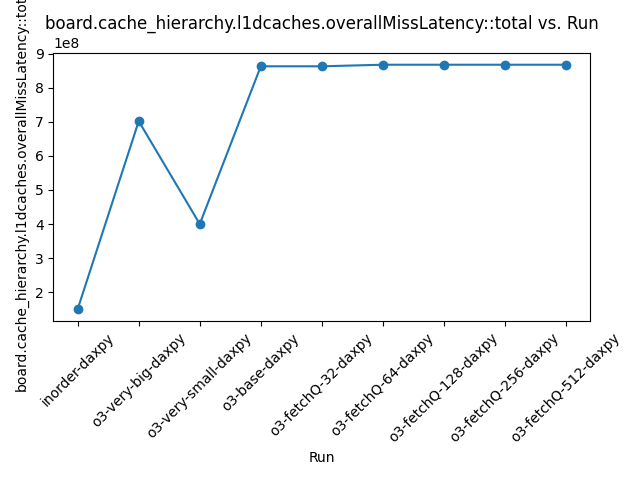 board.cache_hierarchy.l1dcaches.overallMissLatency::total vs. Run
1e8
board.cache_hierarchy.l1dcaches.overallMissLatency::tot
9
8
7
6
5
4
3
2
inorder-daxpy
o3-very-big-daxpy
o3-very-small-daxpy
o3-base-daxpy
o3-fetchQ-32-daxpy
o3-fetchQ-64-daxpy
o3-fetchQ-128-daxpy
o3-fetchQ-256-daxpy
o3-fetchQ-512-daxpy
Run